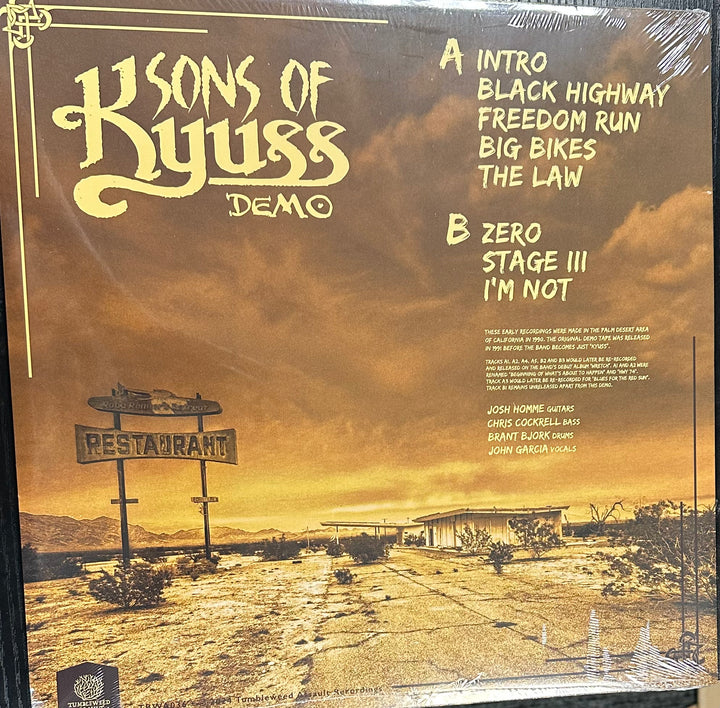 SONS OF
Kyuss
DEMO
A INTRO
BLACK HIGHWAY
FREEDOM RUN
BIG BIKES
THE LAW
B ZERO
STAGE III
I'M NOT
THESE EARLY RECORDINGS WERE MADE IN THE PALM DESERT AREA
OF CALIFORNIA IN 1990. THE ORIGINAL DEMO TAPE WAS RELEASED
IN 1991 BEFORE THE BAND BECOMES JUST "KYUSS".
TRACKS A1, A2, A4, A5, B2 AND B3 WOULD LATER BE RE-RECORDED
AND RELEASED ON THE BAND'S DEBUT ALBUM "WRETCH". A1 AND A2 WERE
RENAMED "BEGINNING OF WHAT'S ABOUT TO HAPPEN" AND "HWY 74".
TRACK A3 WOULD LATER BE RE-RECORDED FOR "BLUES FOR THE RED SUN".
TRACK B1 REMAINS UNRELEASED APART FROM THIS DEMO.
JOSH HOMME GUITARS
CHRIS COCKRELL BASS
BRANT BJORK DRUMS
JOHN GARCIA VOCALS
RESTAURANT
TUMBLEWEED
Tumbleweed Assault Recordings